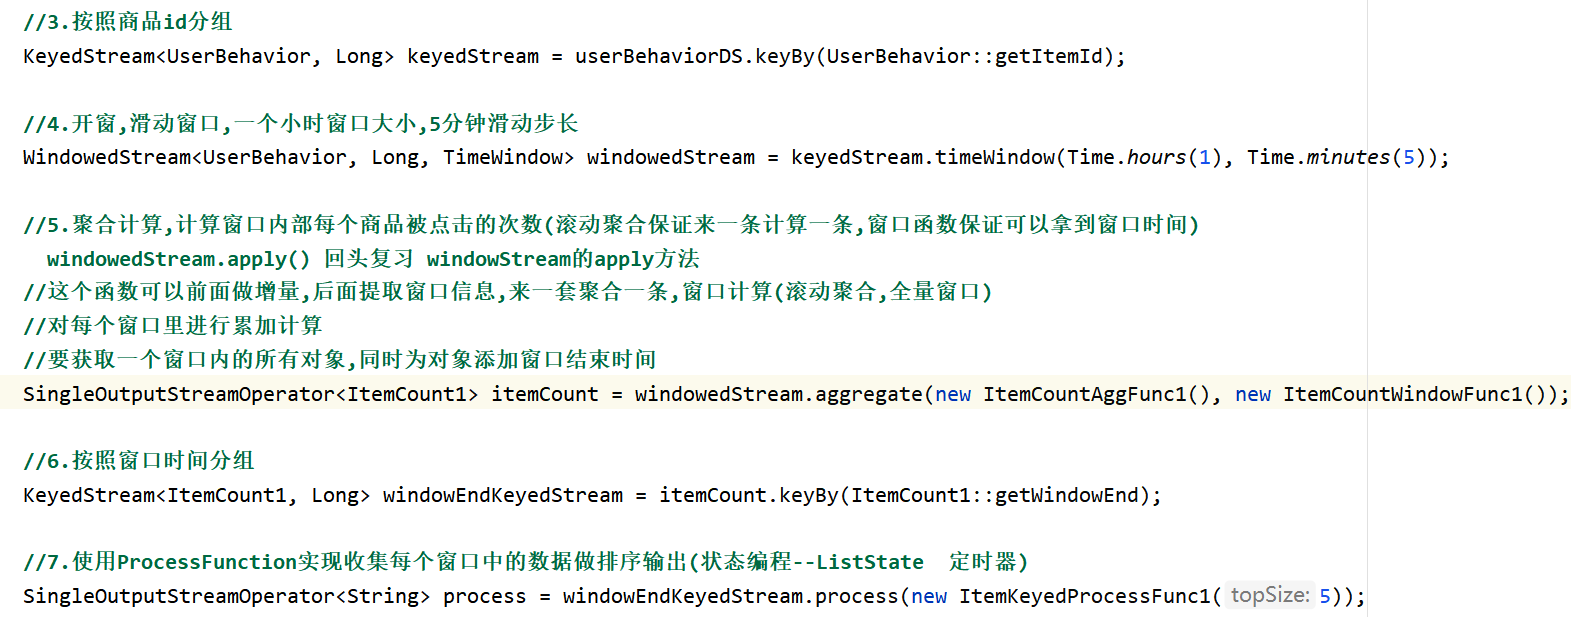 //3.按照商品id分组
KeyedStream<UserBehavior, Long> keyedStream = userBehaviorDS.keyBy(UserBehavior::getItemId);
//4.开窗,滑动窗口,一个小时窗口大小,5分钟滑动步长
WindowedStream<UserBehavior, Long, TimeWindow> windowedStream = keyedStream.timeWindow(Time.hours(1), Time.minutes(5));
//5.聚合计算,计算窗口内部每个商品被点击的次数(滚动聚合保证来一条计算一条,窗口函数保证可以拿到窗口时间)
windowedStream.apply() 回头复习 windowStream的apply方法
//这个函数可以前面做增量,后面提取窗口信息,来一套聚合一条,窗口计算(滚动聚合,全量窗口)
//对每个窗口里进行累加计算
//要获取一个窗口内的所有对象,同时为对象添加窗口结束时间
SingleOutputStreamOperator<ItemCount1> itemCount = windowedStream.aggregate(new ItemCountAggFunc1(), new ItemCountWindowFunc1());
//6.按照窗口时间分组
KeyedStream<ItemCount1, Long> windowEndKeyedStream = itemCount.keyBy(ItemCount1::getWindowEnd);
//7.使用ProcessFunction实现收集每个窗口中的数据做排序输出(状态编程--ListState  定时器)
SingleOutputStreamOperator<String> process = windowEndKeyedStream.process(new ItemKeyedProcessFunc1( topSize: 5));